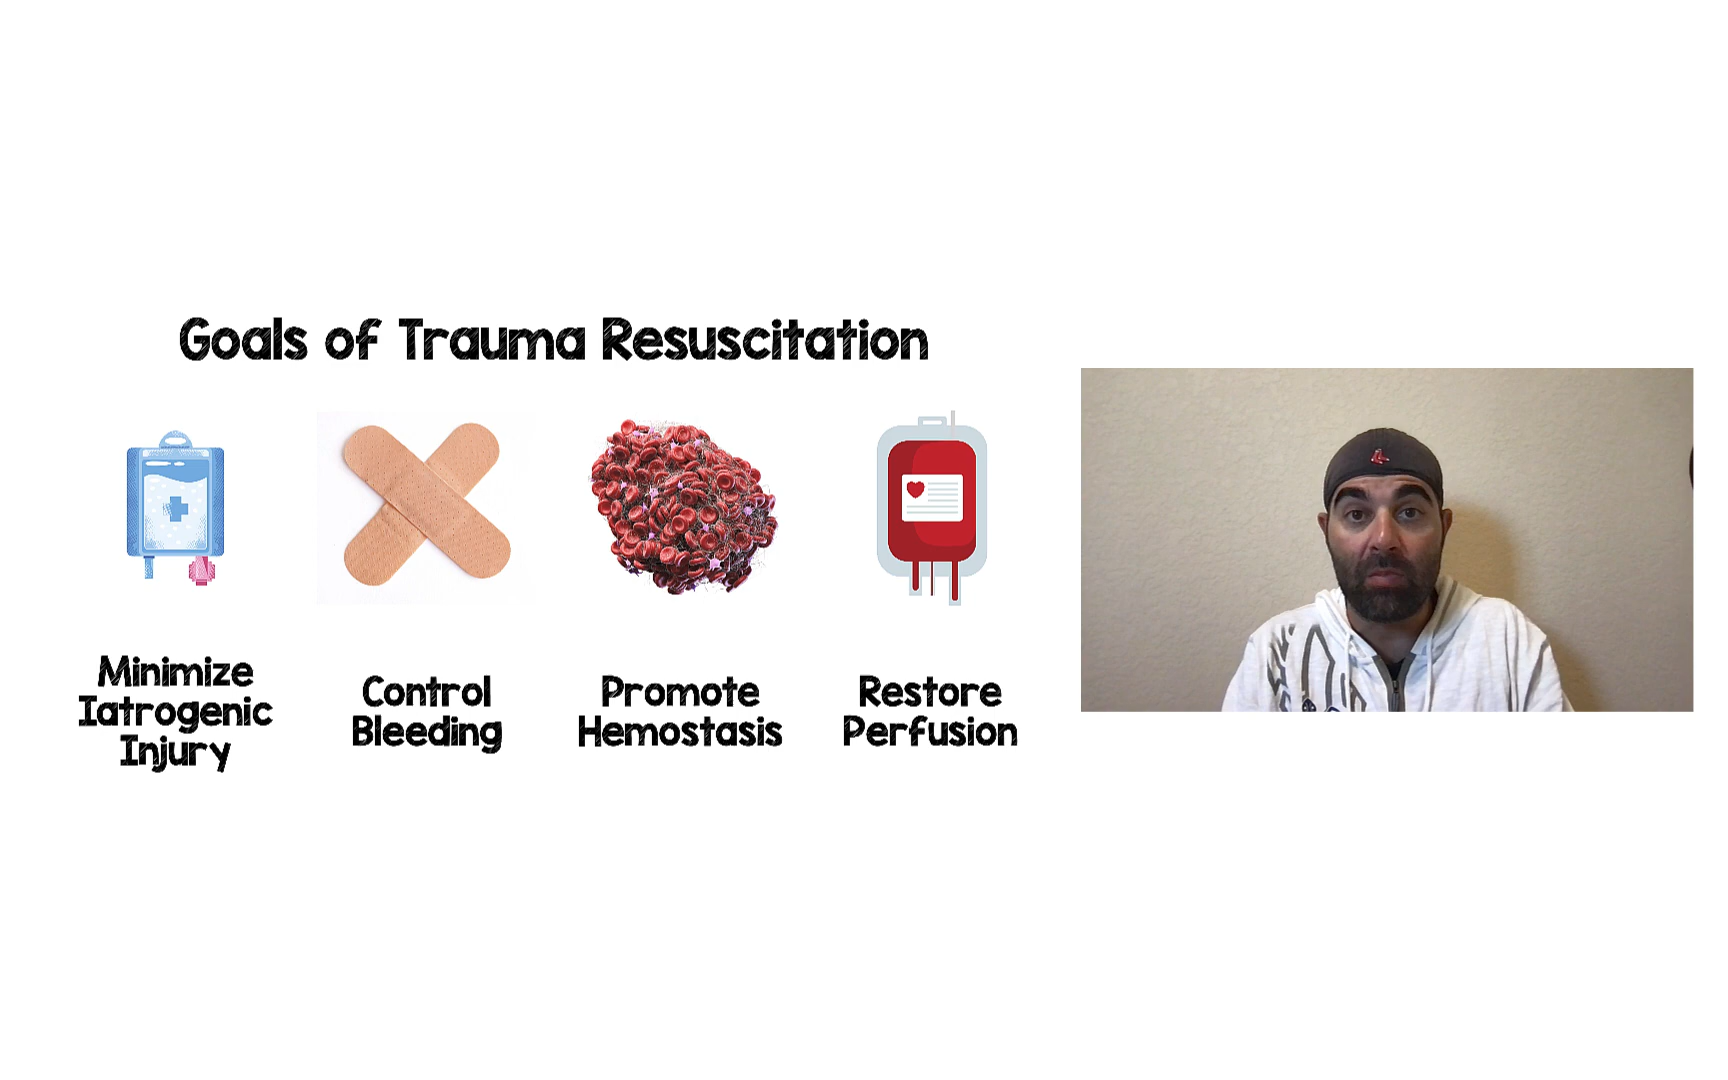 Goals of Trauma Resuscitation
Minimize
Iatrogenic
Injury
Control
Bleeding
Promote
Hemostasis
Restore
Perfusion